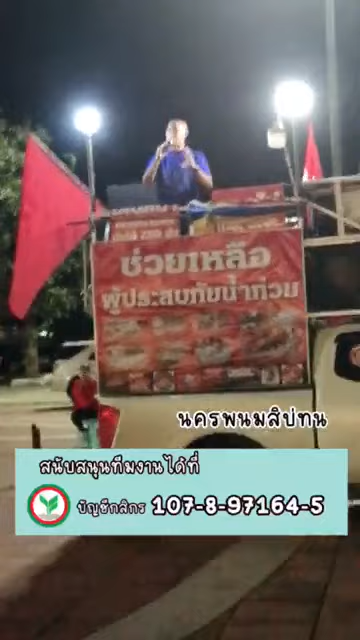 ช่วยเหลือ
ผู้ประสบภัยน้ำท่วม
นครพนมสิปทน
สนับสนุนทีมงานได้ที่
บัญชีกสิกร 107-8-97164-5